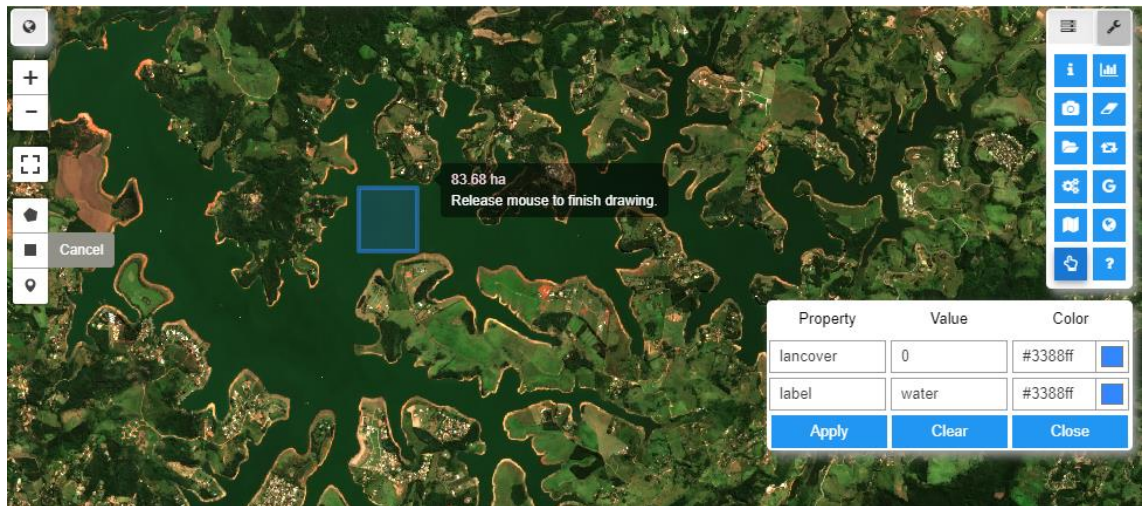 +
i
−
83.68 ha
Release mouse to finish drawing.
G
Cancel
?
Property Value Color
lancover 0 #3388ff
label water #3388ff
Apply Clear Close